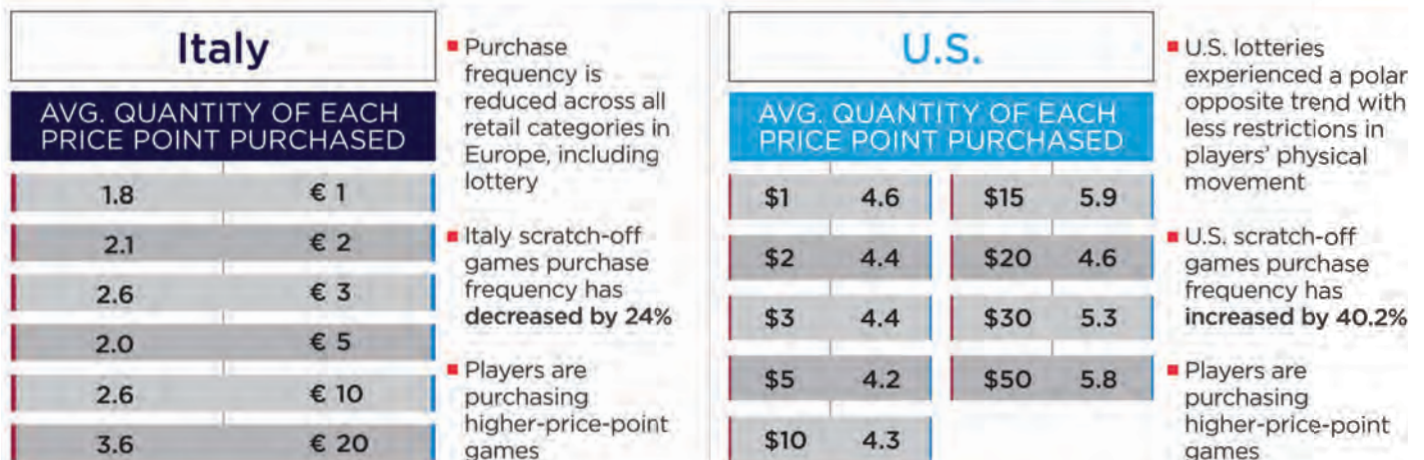 Italy
AVG. QUANTITY OF EACH
PRICE POINT PURCHASED
1.8 € 1
2.1 € 2
2.6 € 3
2.0 € 5
2.6 € 10
3.6 € 20
Purchase
frequency is
reduced across all
retail categories in
Europe, including
lottery
Italy scratch-off
games purchase
frequency has
decreased by 24%
Players are
purchasing
higher-price-point
games
U.S.
AVG. QUANTITY OF EACH
PRICE POINT PURCHASED
$1 4.6 $15 5.9
$2 4.4 $20 4.6
$3 4.4 $30 5.3
$5 4.2 $50 5.8
$10 4.3
U.S. lotteries
experienced a polar
opposite trend with
less restrictions in
players' physical
movement
U.S. scratch-off
games purchase
frequency has
increased by 40.2%
Players are
purchasing
higher-price-point
games